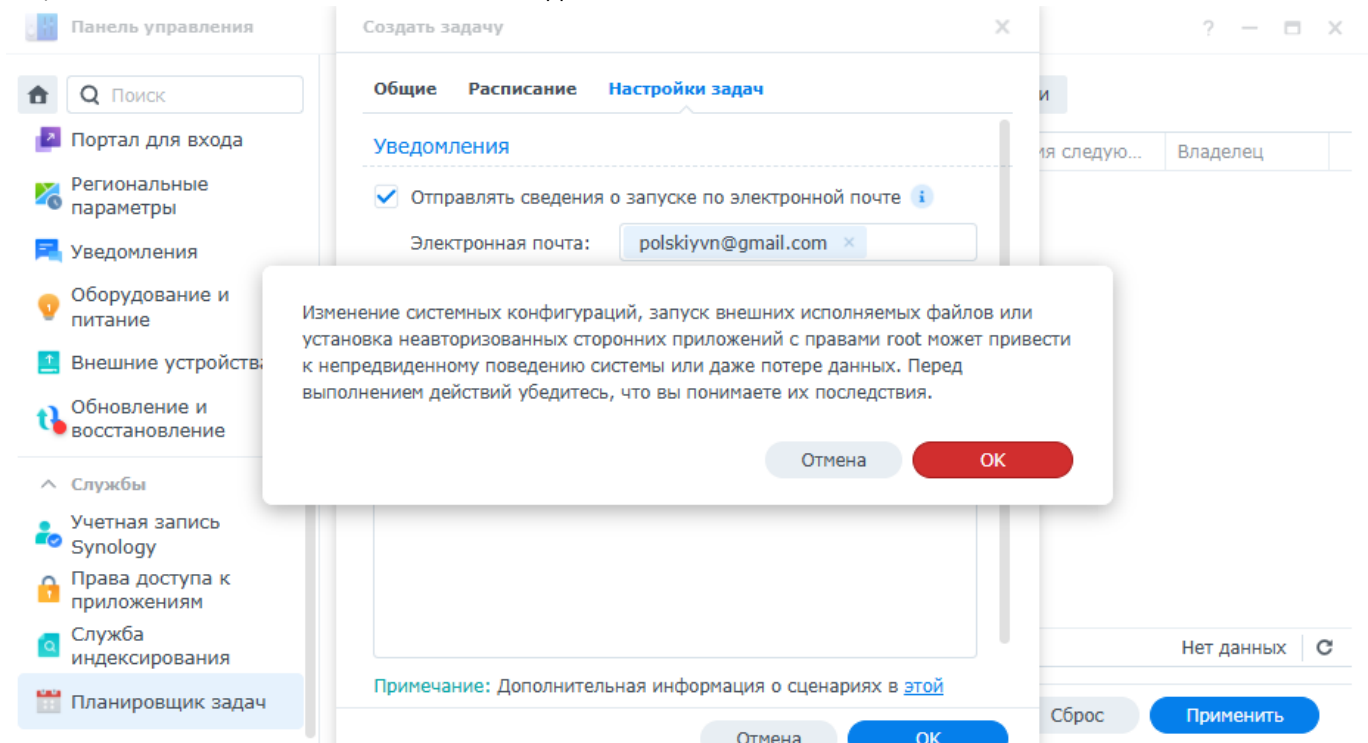 Панель управления
Поиск
Портал для входа
Региональные
параметры
Уведомления
Оборудование и
питание
Внешние устройства
Обновление и
восстановление
Службы
Учетная запись
Synology
Права доступа к
приложениям
Служба
индексирования
Планировщик задач
Создать задачу
Общие Расписание Настройки задач
Уведомления
Отправлять сведения о запуске по электронной почте
Электронная почта: polskiyvn@gmail.com
Изменение системных конфигураций, запуск внешних исполняемых файлов или
установка неавторизованных сторонних приложений с правами root может привести
к непредвиденному поведению системы или даже потере данных. Перед
выполнением действий убедитесь, что вы понимаете их последствия.
Отмена OK
Примечание: Дополнительная информация о сценариях в этой
Отмена OK
следую... Владелец
Нет данных
Сброс Применить